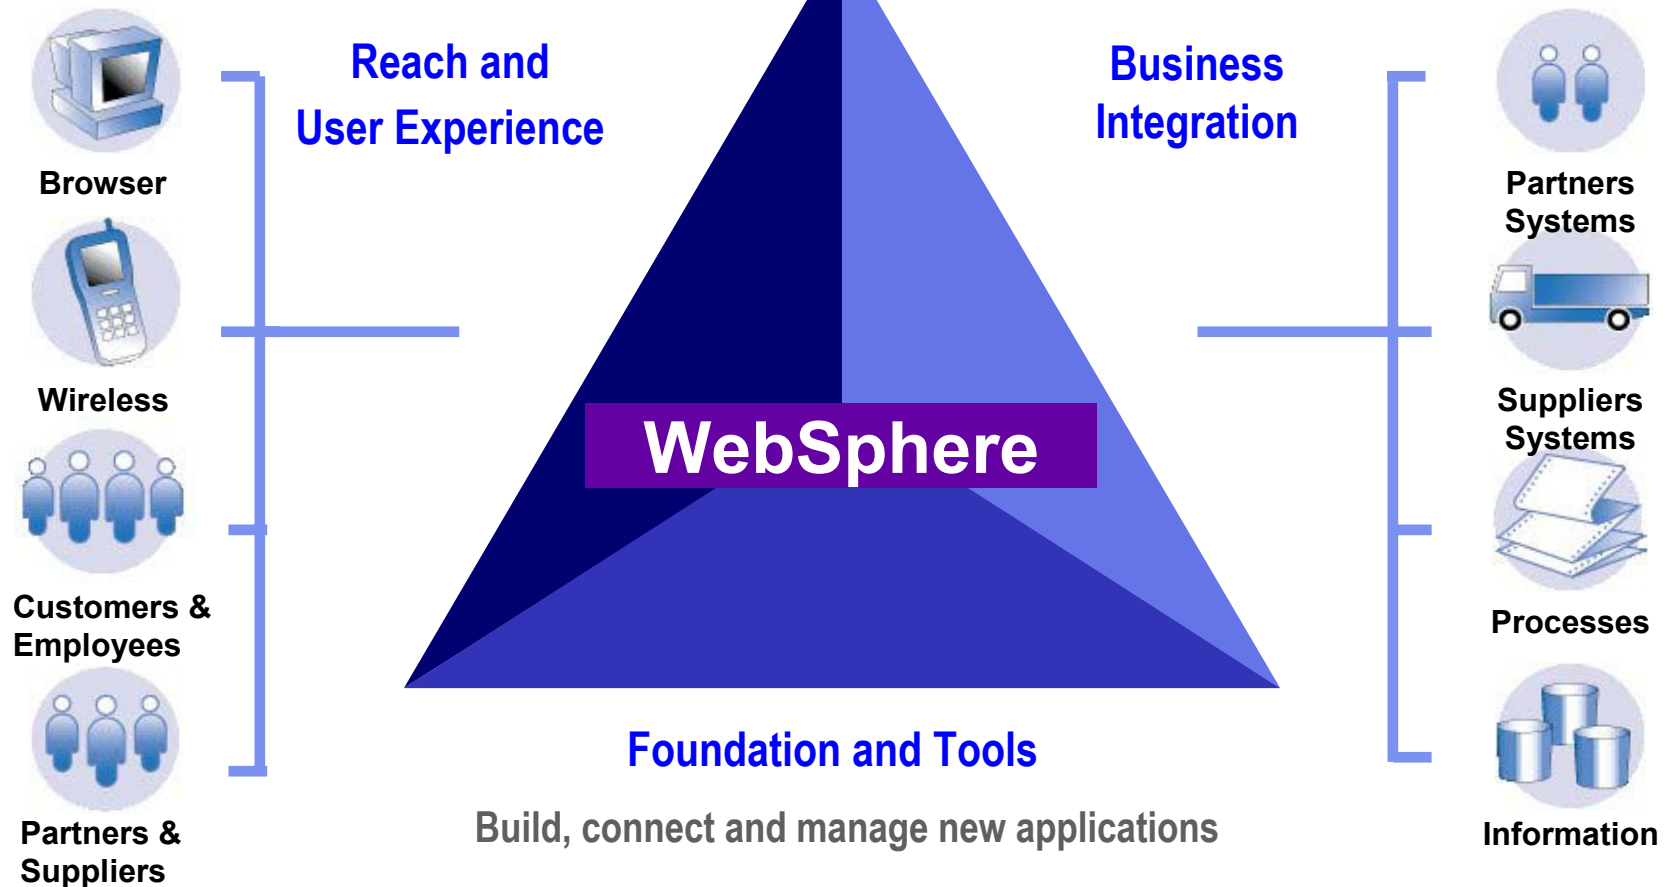 Reach and
User Experience
Business
Integration
Browser
Wireless
Customers &
Employees
Partners &
Suppliers
WebSphere
Partners
Systems
Suppliers
Systems
Processes
Information
Foundation and Tools
Build, connect and manage new applications